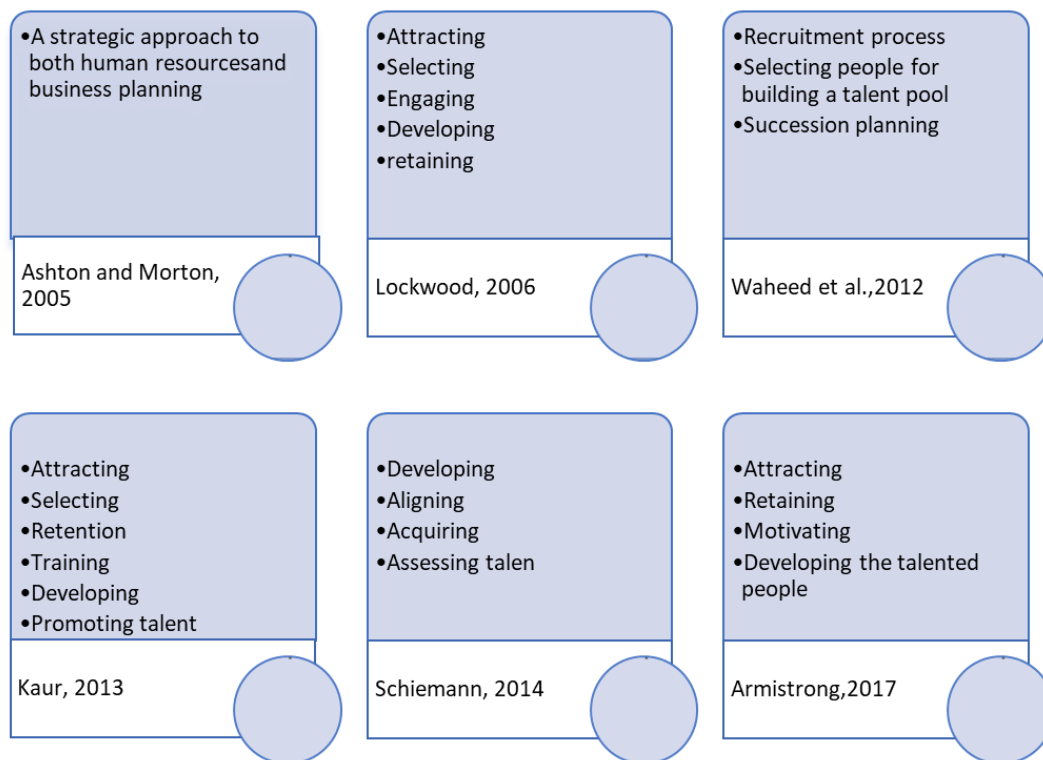 •A strategic approach to
both human resourcesand
business planning
Ashton and Morton,
2005
•Attracting
•Selecting
•Engaging
•Developing
•retaining
Lockwood, 2006
•Recruitment process
•Selecting people for
building a talent pool
•Succession planning
Waheed et al.,2012
•Attracting
•Selecting
•Retention
•Training
•Developing
•Promoting talent
Kaur, 2013
•Developing
•Aligning
•Acquiring
•Assessing talen
Schiemann, 2014
•Attracting
•Retaining
•Motivating
•Developing the talented
people
Armistrong,2017